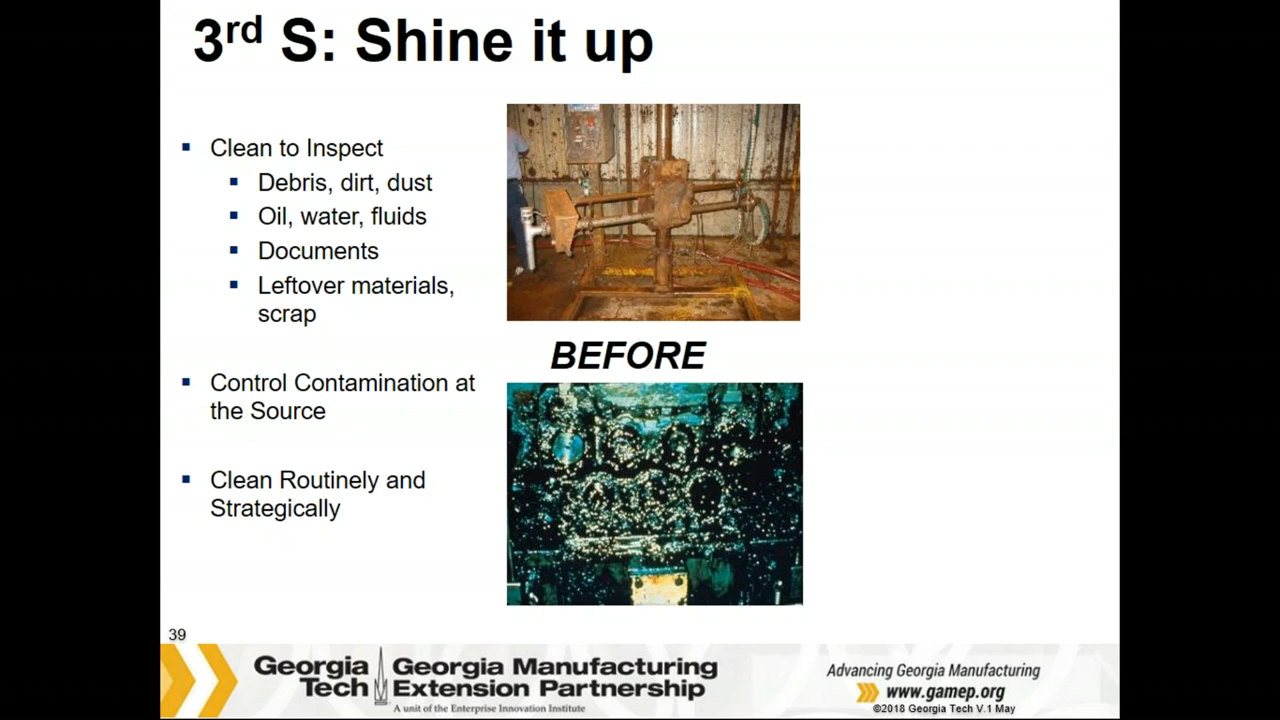 3rd S: Shine it up
Clean to Inspect
Debris, dirt, dust
Oil, water, fluids
Documents
Leftover materials,
scrap
Control Contamination at
the Source
Clean Routinely and
Strategically
BEFORE
39
Georgia
Tech
Georgia Manufacturing
Extension Partnership
A unit of the Enterprise Innovation Institute
Advancing Georgia Manufacturing
www.gamep.org
©2018 Georgia Tech V.1 May